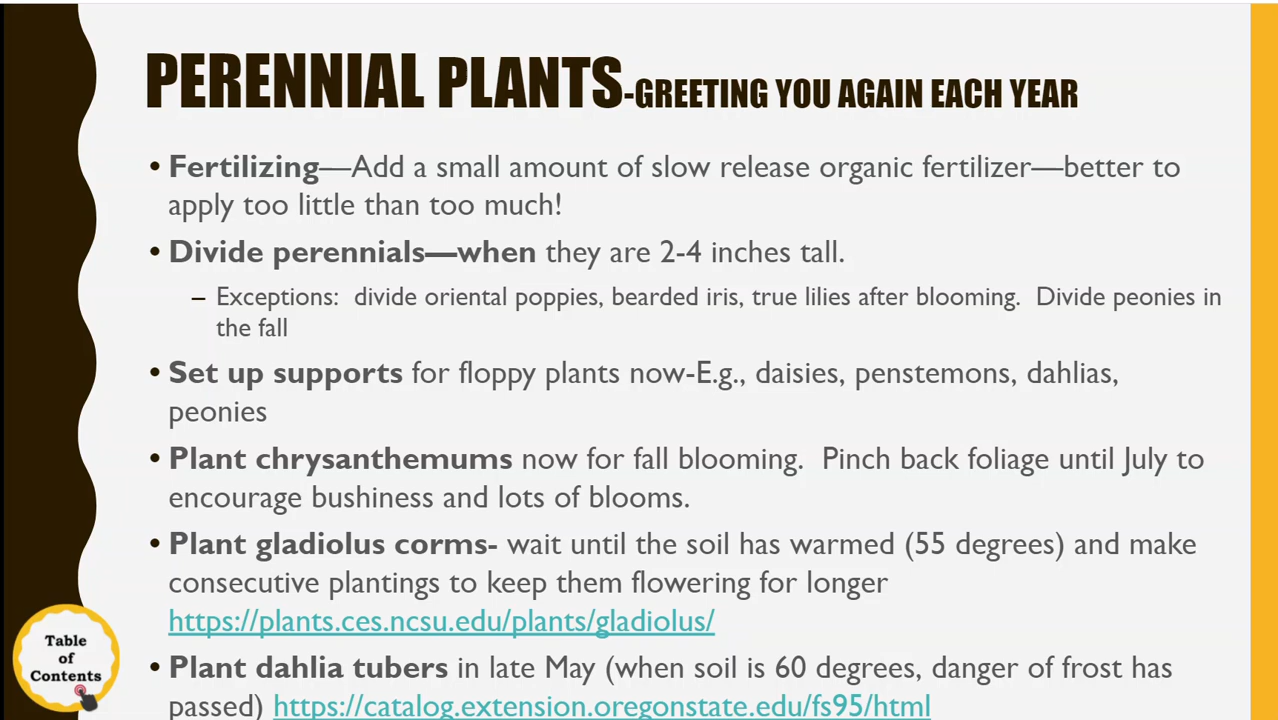 PERENNIAL PLANTS-GREETING YOU AGAIN EACH YEAR
• Fertilizing—Add a small amount of slow release organic fertilizer—better to
apply too little than too much!
• Divide perennials—when they are 2-4 inches tall.
– Exceptions:  divide oriental poppies, bearded iris, true lilies after blooming.  Divide peonies in
the fall
• Set up supports for floppy plants now-E.g., daisies, penstemons, dahlias,
peonies
• Plant chrysanthemums now for fall blooming.  Pinch back foliage until July to
encourage bushiness and lots of blooms.
• Plant gladiolus corms- wait until the soil has warmed (55 degrees) and make
consecutive plantings to keep them flowering for longer
https://plants.ces.ncsu.edu/plants/gladiolus/
• Plant dahlia tubers in late May (when soil is 60 degrees, danger of frost has
passed) https://catalog.extension.oregonstate.edu/fs95/html
Table
of
Contents